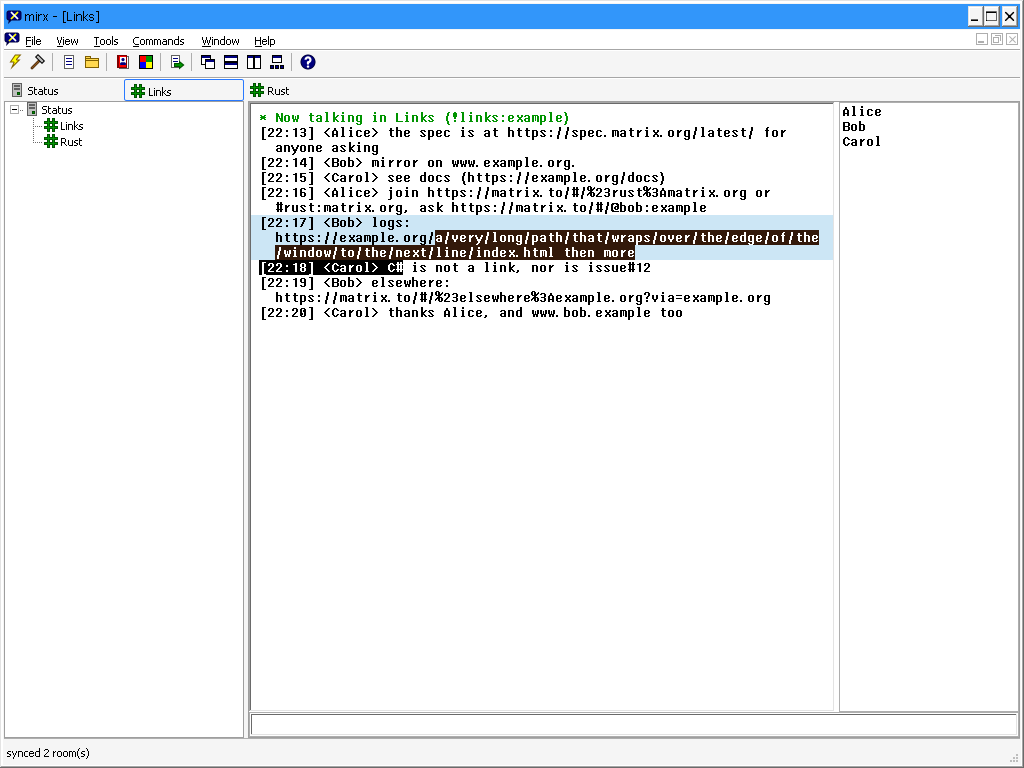 mirx - [Links]
File View Tools Commands Window Help
Status
Links
Rust
Status
Links
Rust
* Now talking in Links (!links:example)
[22:13] <Alice> the spec is at https://spec.matrix.org/latest/ for
anyone asking
[22:14] <Bob> mirror on www.example.org.
[22:15] <Carol> see docs (https://example.org/docs)
[22:16] <Alice> join https://matrix.to/#/%23rust%3Amatrix.org or
#rust:matrix.org, ask https://matrix.to/#/@bob:example
[22:17] <Bob> logs:
https://example.org/a/very/long/path/that/wraps/over/the/edge/of/the
/window/to/the/next/line/index.html then more
[22:18] <Carol> C# is not a link, nor is issue#12
[22:19] <Bob> elsewhere:
https://matrix.to/#/%23elsewhere%3Aexample.org?via=example.org
[22:20] <Carol> thanks Alice, and www.bob.example too
Alice
Bob
Carol
synced 2 room(s)